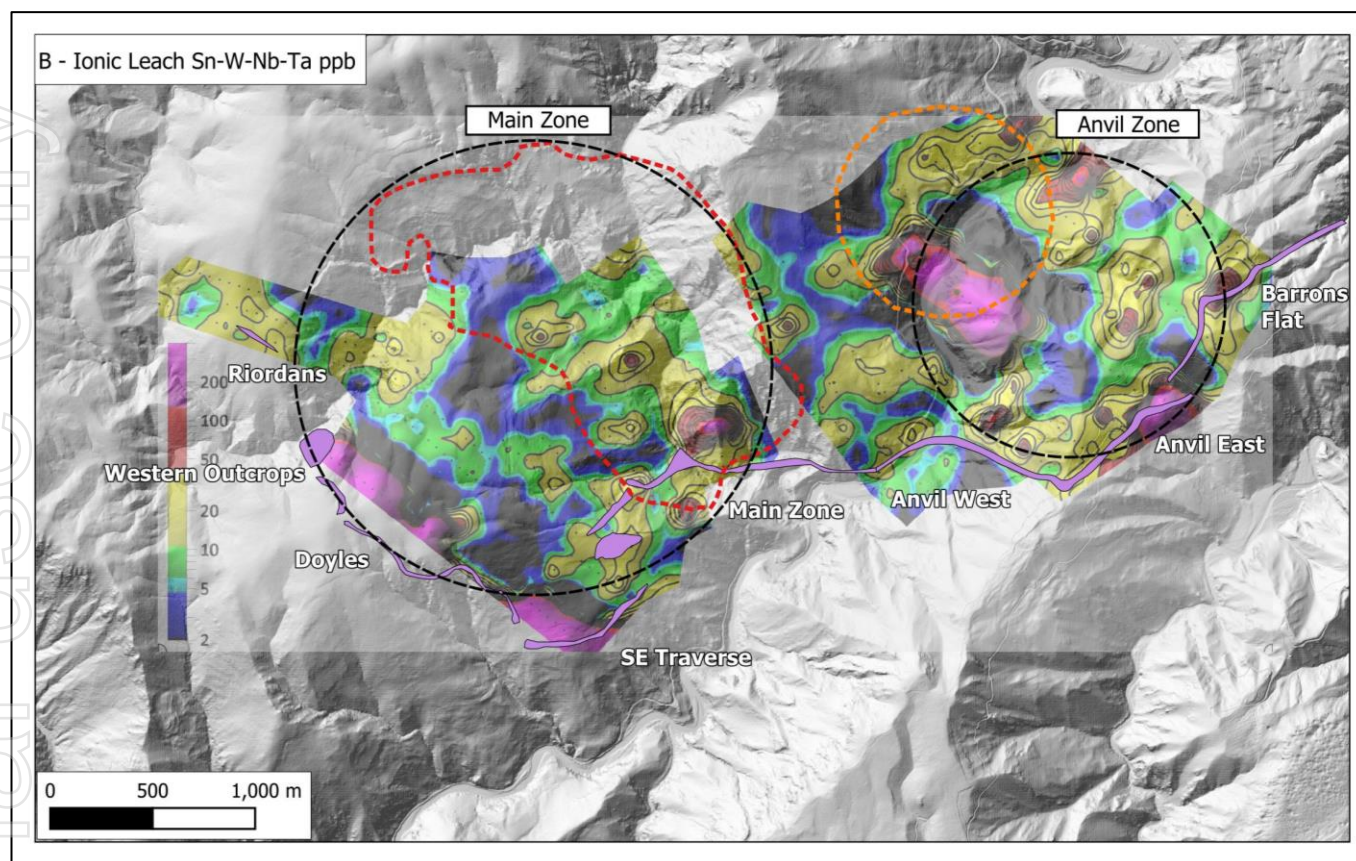 B - Ionic Leach Sn-W-Nb-Ta ppb
Main Zone
Anvil Zone
Barrons
Flat
Riordans
200
100
50
Western Outcrops
20
10
5
2
Anvil East
Anvil West
Main Zone
Doyles
SE Traverse
0 500 1,000 m